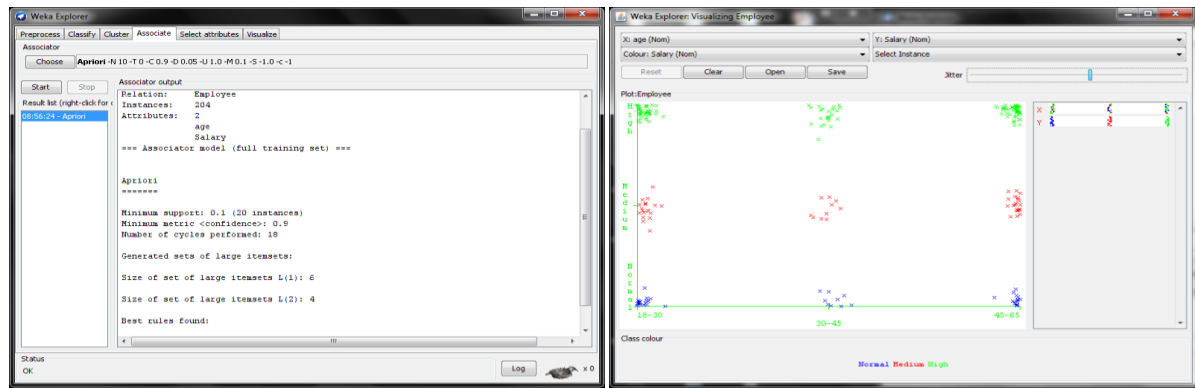 Weka Explorer
Preprocess Classify Cluster Associate Select attributes Visualize
Associator
Choose Apriori -N 10 -T 0 -C 0.9 -D 0.05 -U 1.0 -M 0.1 -S -1.0 -c -1
Start Stop
Result list (right-click for c
08:56:24 - Apriori
Associator output
Relation: Employee
Instances: 204
Attributes: 2
age
Salary
=== Associator model (full training set) ===
Apriori
=======
Minimum support: 0.1 (20 instances)
Minimum metric <confidence>: 0.9
Number of cycles performed: 18
Generated sets of large itemsets:
Size of set of large itemsets L(1): 6
Size of set of large itemsets L(2): 4
Best rules found:
Status
OK
Log
x 0
Weka Explorer: Visualizing Employee
X: age (Nom) Y: Salary (Nom)
Colour: Salary (Nom) Select Instance
Reset Clear Open Save Jitter
Plot:Employee
High
Medium
Normal
18-30 30-45 45-85
X
Y
Class colour
Normal Medium High